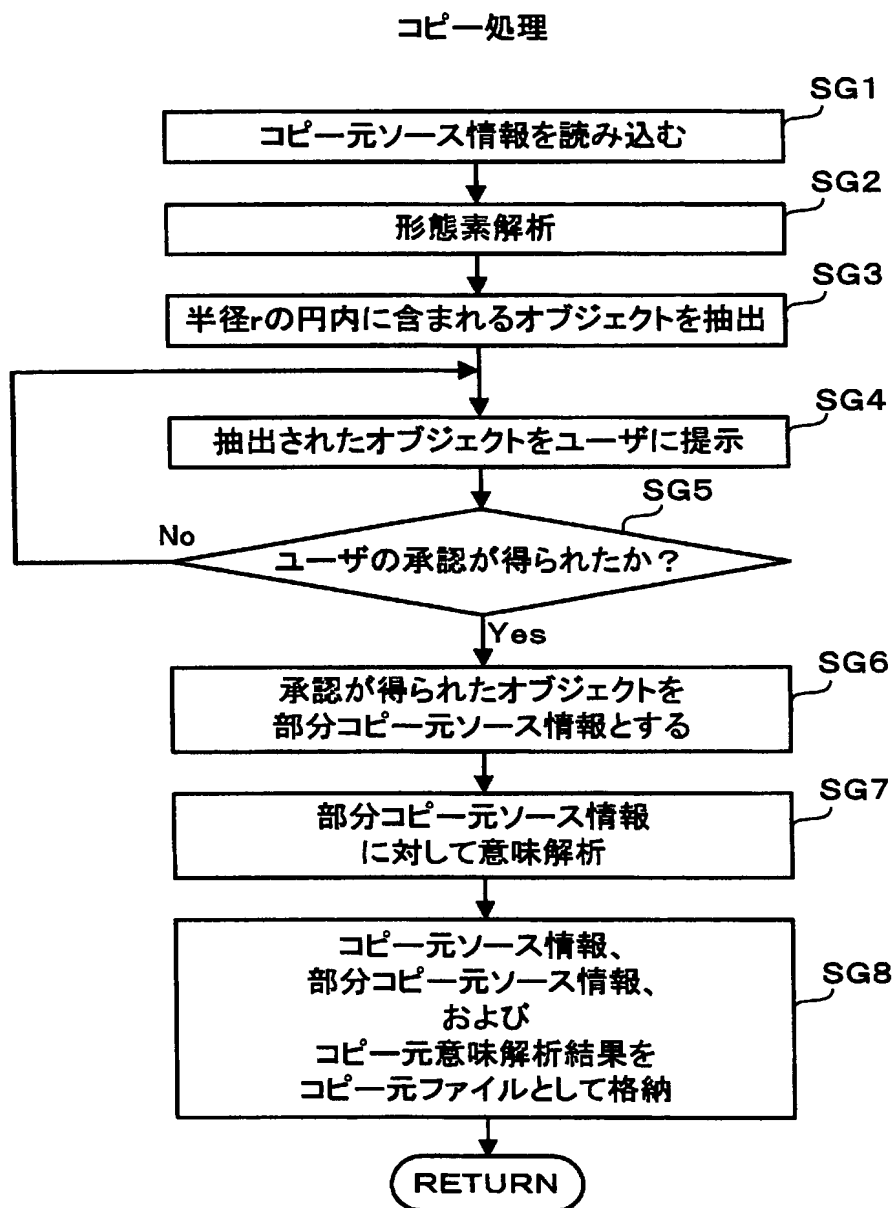 コピー処理
SG1
コピー元ソース情報を読み込む
SG2
形態素解析
SG3
半径rの円内に含まれるオブジェクトを抽出
SG4
抽出されたオブジェクトをユーザに提示
SG5
No
ユーザの承認が得られたか？
Yes
SG6
承認が得られたオブジェクトを
部分コピー元ソース情報とする
SG7
部分コピー元ソース情報
に対して意味解析
SG8
コピー元ソース情報、
部分コピー元ソース情報、
および
コピー元意味解析結果を
コピー元ファイルとして格納
RETURN